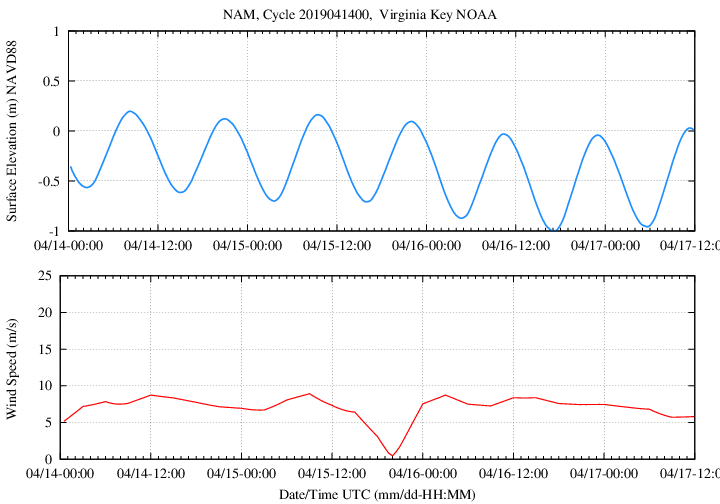 NAM, Cycle 2019041400,  Virginia Key NOAA
Surface Elevation (m) NAVD88
1
0.5
0
-0.5
-1
04/14-00:00 04/14-12:00 04/15-00:00 04/15-12:00 04/16-00:00 04/16-12:00 04/17-00:00 04/17-12:0
Wind Speed (m/s)
25
20
15
10
5
0
04/14-00:00 04/14-12:00 04/15-00:00 04/15-12:00 04/16-00:00 04/16-12:00 04/17-00:00 04/17-12:0
Date/Time UTC (mm/dd-HH:MM)